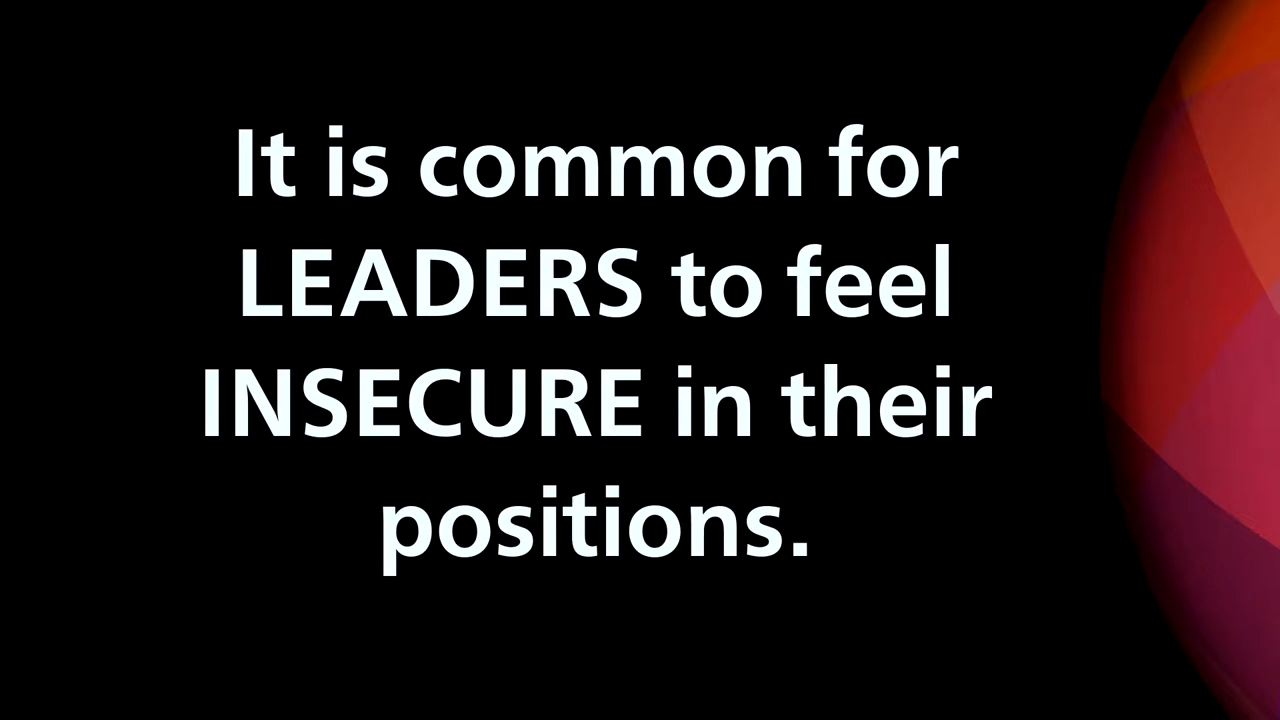 It is common for
LEADERS to feel
INSECURE in their
positions.